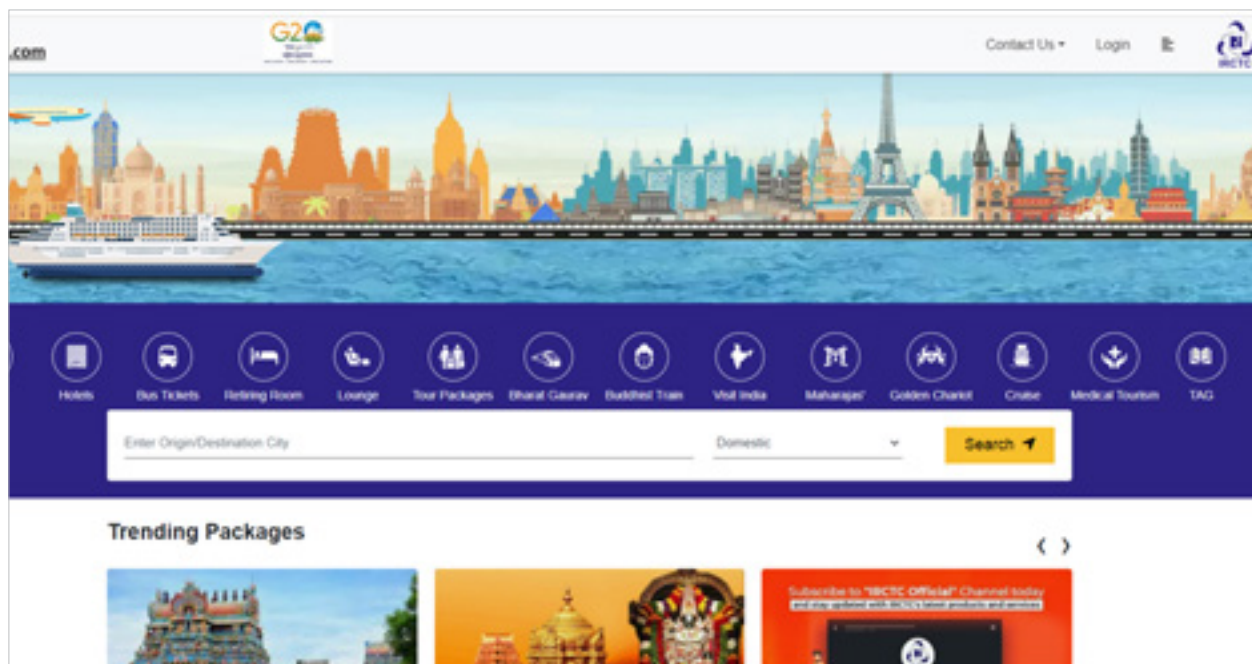 .com
G20
Contact Us
Login
IRCTC
Hotels
Bus Tickets
Retiring Room
Lounge
Tour Packages
Bharat Gaurav
Buddhist Train
Visit India
Maharajas'
Golden Chariot
Cruise
Medical Tourism
TAG
Enter Origin/Destination City
Domestic
Search
Trending Packages
Subscribe to "IRCTC Official" Channel today
and stay updated with IRCTC's latest products and services